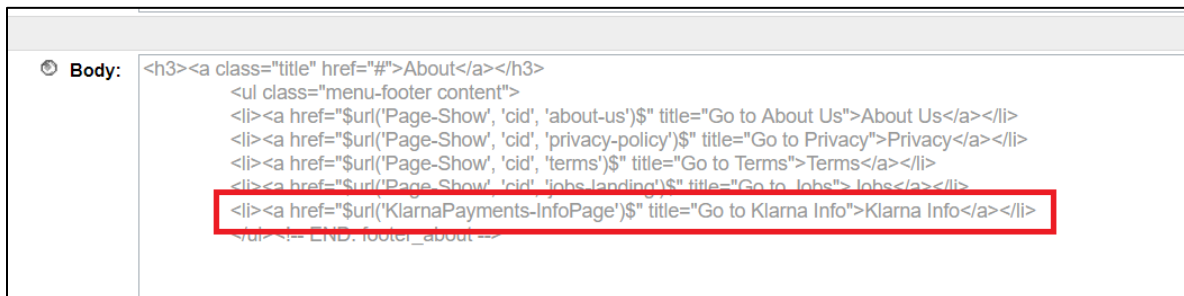 Body: <h3><a class="title" href="#">About</a></h3>
<ul class="menu-footer content">
<li><a href="$url('Page-Show', 'cid', 'about-us')$" title="Go to About Us">About Us</a></li>
<li><a href="$url('Page-Show', 'cid', 'privacy-policy')$" title="Go to Privacy">Privacy</a></li>
<li><a href="$url('Page-Show', 'cid', 'terms')$" title="Go to Terms">Terms</a></li>
<li><a href="$url('Page-Show', 'cid', 'jobs-landing')$" title="Go to Jobs">Jobs</a></li>
<li><a href="$url('KlarnaPayments-InfoPage')$" title="Go to Klarna Info">Klarna Info</a></li>
</ul><!-- END: footer_about -->